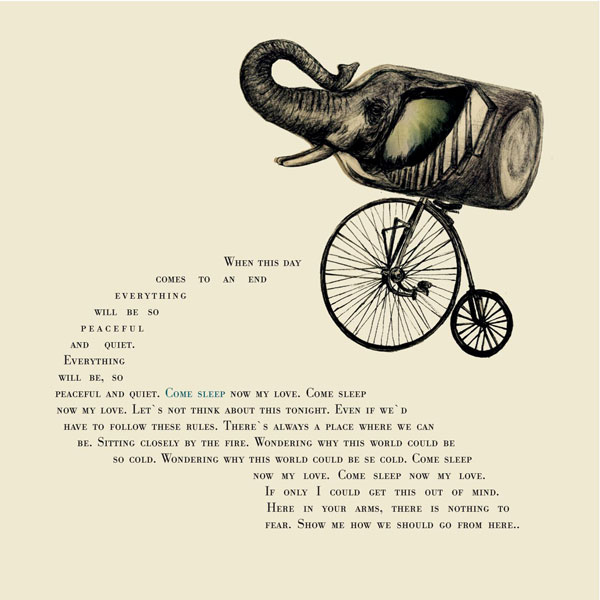 When this day
comes to an end
everything
will be so
peaceful
and quiet.
Everything
will be, so
peaceful and quiet. Come sleep now my love. Come sleep
now my love. Let`s not think about this tonight. Even if we`d
have to follow these rules. There`s always a place where we can
be. Sitting closely by the fire. Wondering why this world could be
so cold. Wondering why this world could be se cold. Come sleep
now my love. Come sleep now my love.
If only I could get this out of mind.
Here in your arms, there is nothing to
fear. Show me how we should go from here..